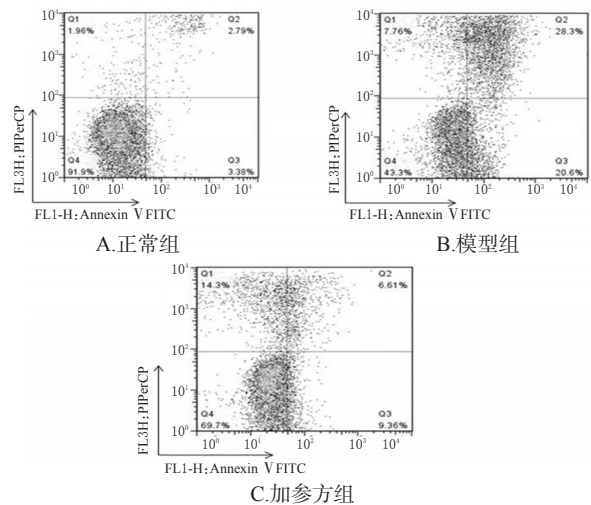 10⁴
Q1
1.96%
Q2
2.79%
10³
10²
10¹
10⁰
Q4
91.9%
Q3
3.38%
10⁰ 10¹ 10² 10³ 10⁴
FL3H:PIPerCP
FL1-H:Annexin Ⅴ FITC
A.正常组
10⁴
Q1
7.76%
Q2
28.3%
10³
10²
10¹
10⁰
Q4
43.3%
Q3
20.6%
10⁰ 10¹ 10² 10³ 10⁴
FL3H:PIPerCP
FL1-H:Annexin Ⅴ FITC
B.模型组
10⁴
Q1
14.3%
Q2
6.61%
10³
10²
10¹
10⁰
Q4
69.7%
Q3
9.36%
10⁰ 10¹ 10² 10³ 10⁴
FL3H:PIPerCP
FL1-H:Annexin Ⅴ FITC
C.加参方组